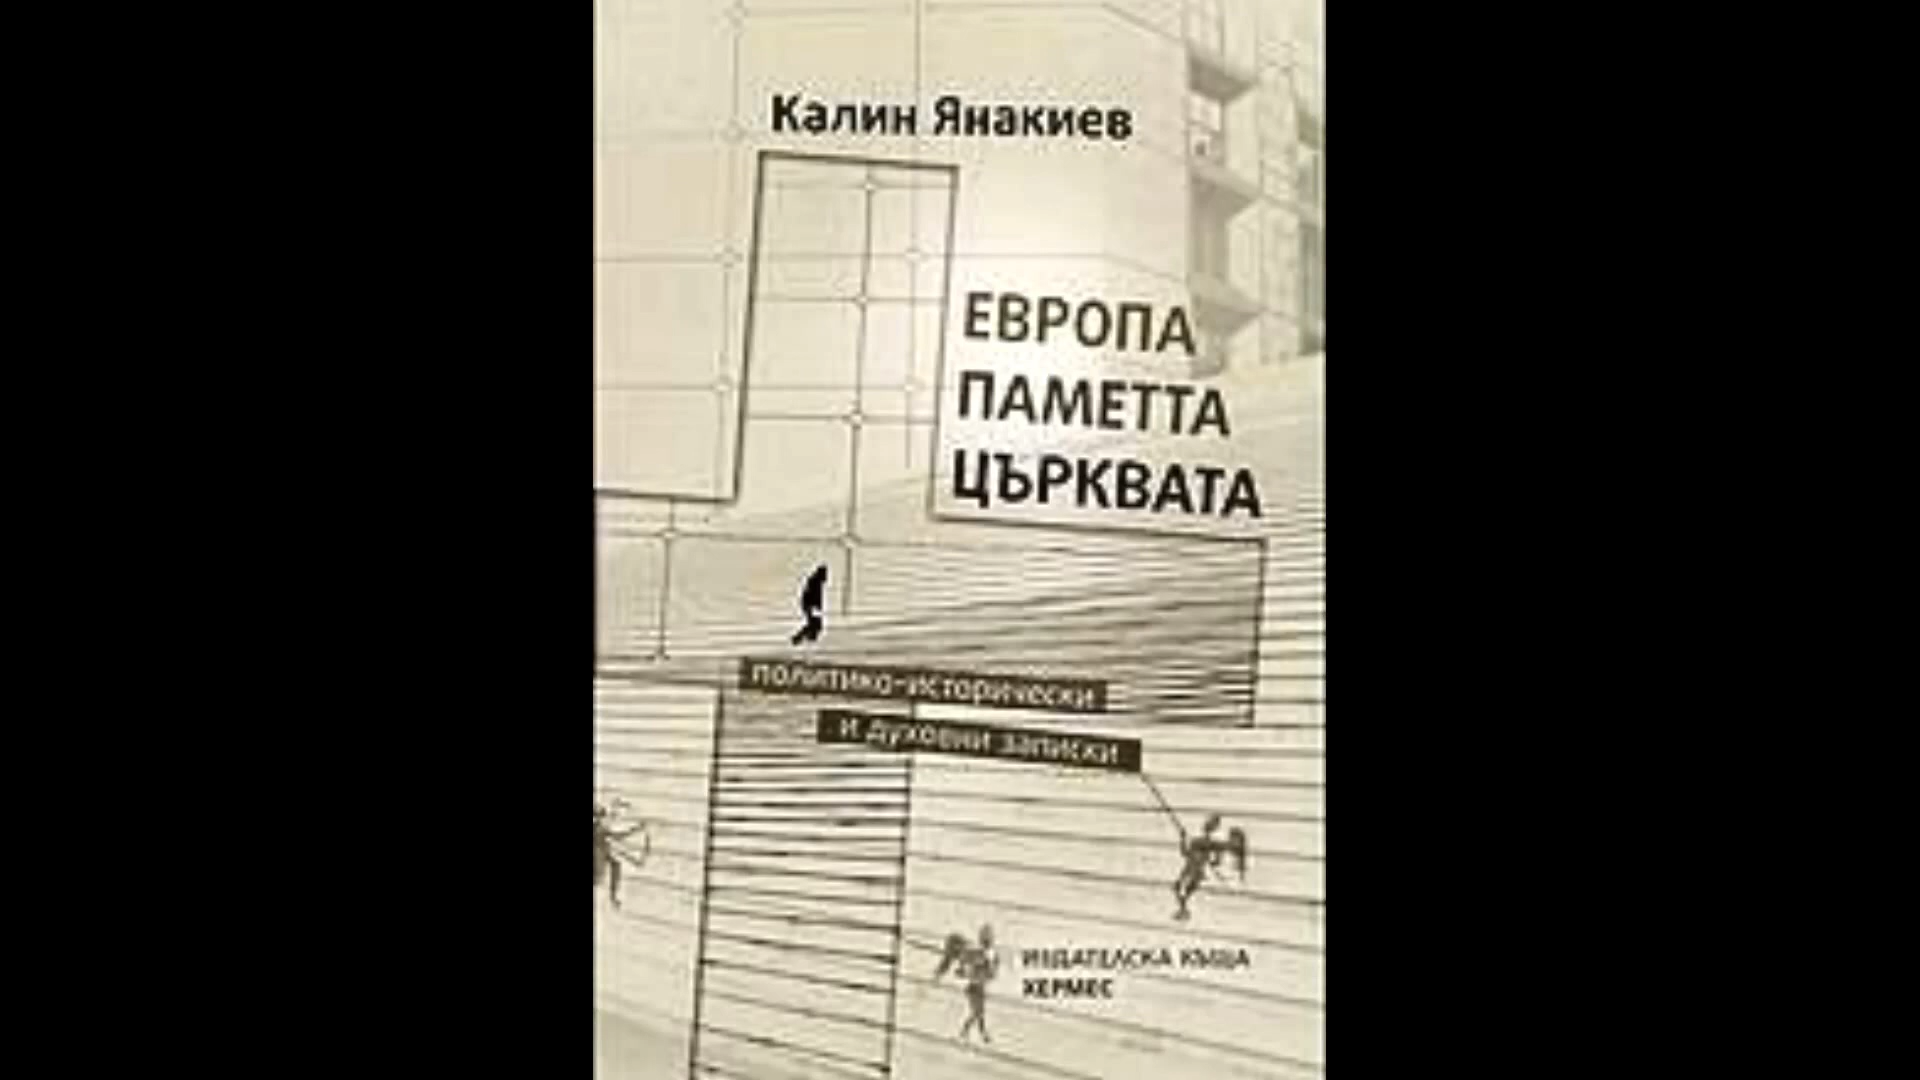 Калин Янакиев
ЕВРОПА
ПАМЕТТА
ЦЪРКВАТА
политико-исторически
и духовни записки
ИЗДАТЕЛСКА КЪЩА
ХЕРМЕС